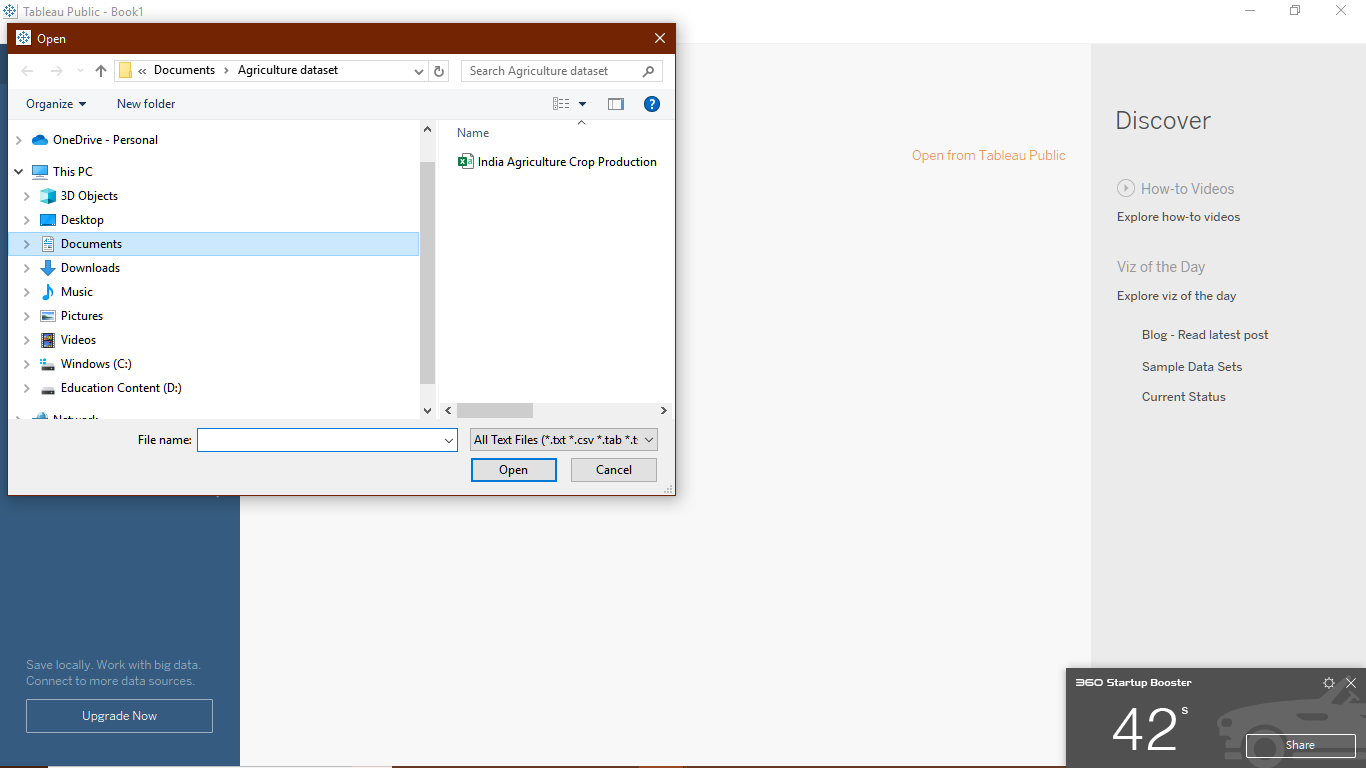 Tableau Public - Book1
Open
« Documents > Agriculture dataset
Search Agriculture dataset
Organize
New folder
OneDrive - Personal
This PC
3D Objects
Desktop
Documents
Downloads
Music
Pictures
Videos
Windows (C:)
Education Content (D:)
Network
Name
India Agriculture Crop Production
File name:
All Text Files (*.txt *.csv *.tab *.t
Open
Cancel
Open from Tableau Public
Discover
How-to Videos
Explore how-to videos
Viz of the Day
Explore viz of the day
Blog - Read latest post
Sample Data Sets
Current Status
Save locally. Work with big data.
Connect to more data sources.
Upgrade Now
360 Startup Booster
42 s
Share